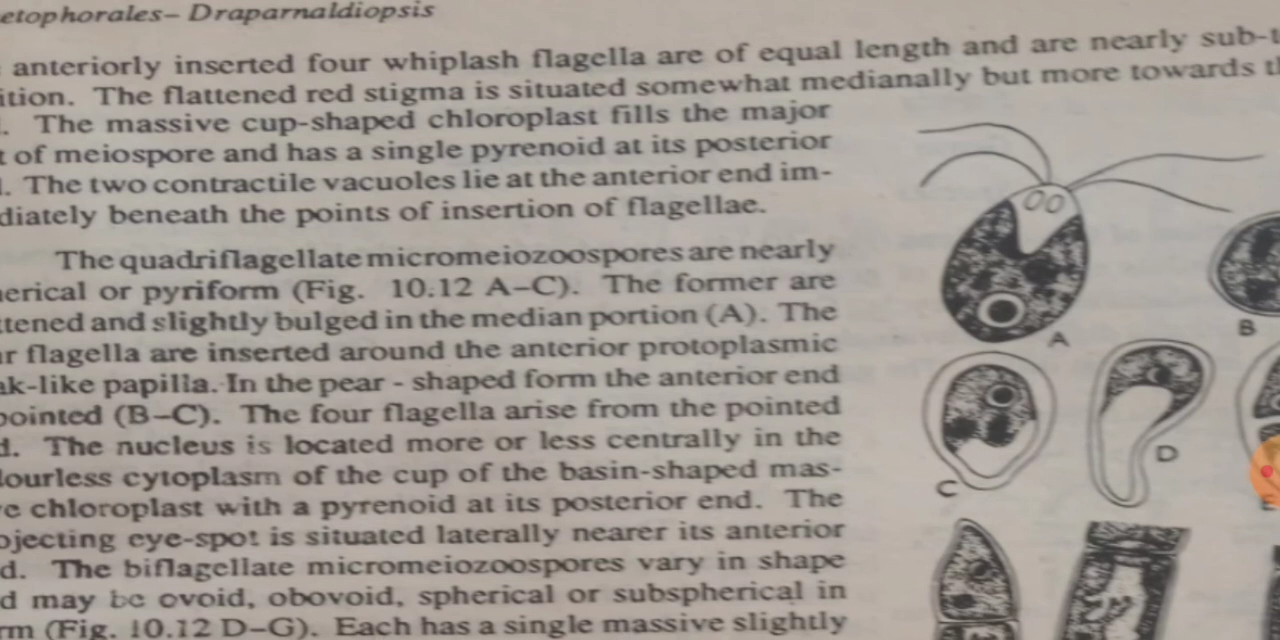 etophorales– Draparnaldiopsis
anteriorly inserted four whiplash flagella are of equal length and are nearly sub-t
ition. The flattened red stigma is situated somewhat medianally but more towards th
. The massive cup-shaped chloroplast fills the major
t of meiospore and has a single pyrenoid at its posterior
l. The two contractile vacuoles lie at the anterior end im-
diately beneath the points of insertion of flagellae.
The quadriflagellate micromeiozoospores are nearly
herical or pyriform (Fig. 10.12 A–C). The former are
ttened and slightly bulged in the median portion (A). The
ur flagella are inserted around the anterior protoplasmic
ak-like papilla. In the pear - shaped form the anterior end
pointed (B–C). The four flagella arise from the pointed
d. The nucleus is located more or less centrally in the
lourless cytoplasm of the cup of the basin-shaped mas-
ve chloroplast with a pyrenoid at its posterior end. The
ojecting eye-spot is situated laterally nearer its anterior
d. The biflagellate micromeiozoospores vary in shape
d may be ovoid, obovoid, spherical or subspherical in
rm (Fig. 10.12 D–G). Each has a single massive slightly
A
B
C
D
E